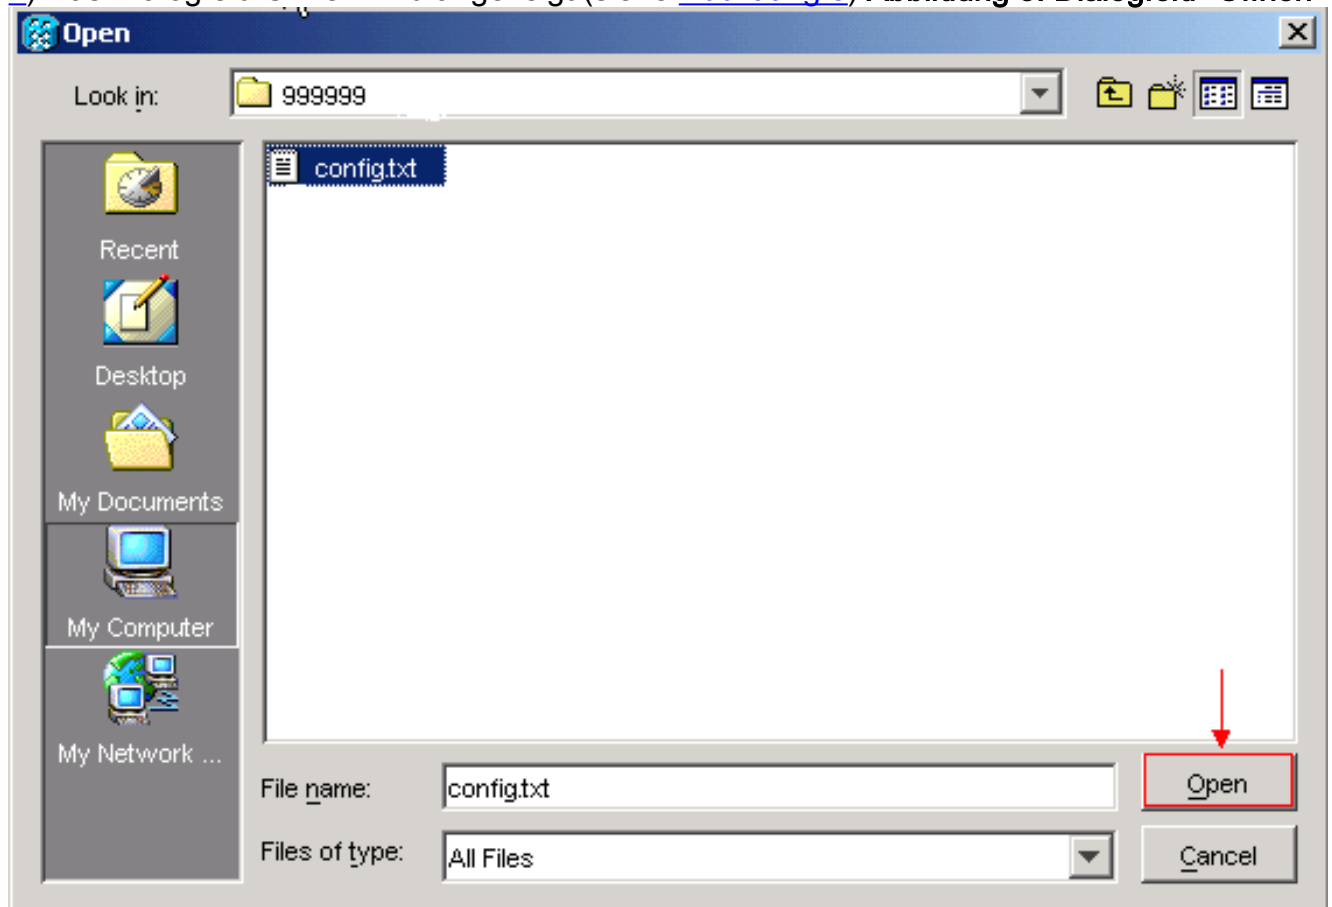 Open
Look in:
999999
config.txt
Recent
Desktop
My Documents
My Computer
My Network ...
File name:
config.txt
Open
Files of type:
All Files
Cancel